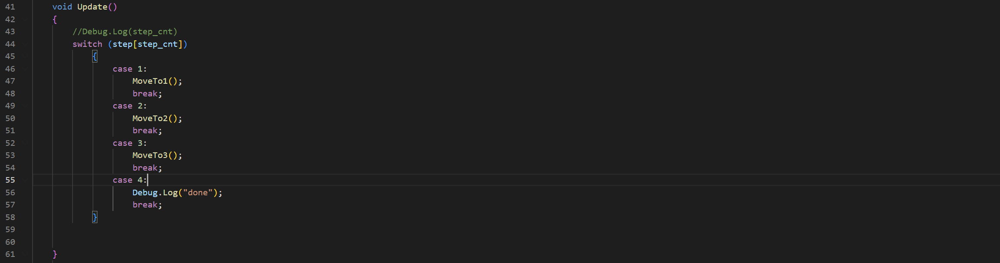 41 void Update()
42 {
43 //Debug.Log(step_cnt)
44 switch (step[step_cnt])
45 {
46 case 1:
47 MoveTo1();
48 break;
49 case 2:
50 MoveTo2();
51 break;
52 case 3:
53 MoveTo3();
54 break;
55 case 4:
56 Debug.Log("done");
57 break;
58 }
59
60
61 }